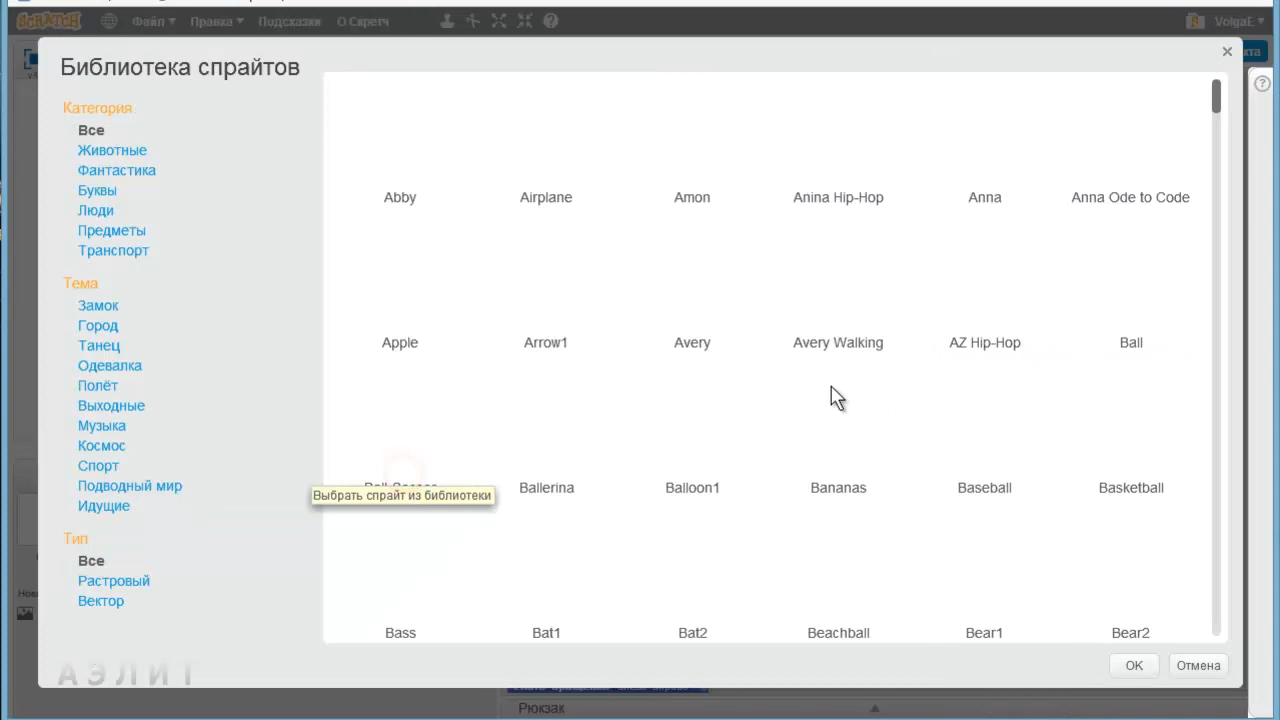 SCRATCH Файл Правка Подсказки О Скретч VolgaE
Библиотека спрайтов
Категория
Все
Животные
Фантастика
Буквы
Люди
Предметы
Транспорт
Тема
Замок
Город
Танец
Одевалка
Полёт
Выходные
Музыка
Космос
Спорт
Подводный мир
Идущие
Тип
Все
Растровый
Вектор
Abby Airplane Amon Anina Hip-Hop Anna Anna Ode to Code
Apple Arrow1 Avery Avery Walking AZ Hip-Hop Ball
Ballerina Balloon1 Bananas Baseball Basketball
Выбрать спрайт из библиотеки
Bass Bat1 Bat2 Beachball Bear1 Bear2
OK Отмена
АЭЛИТ
Рюкзак